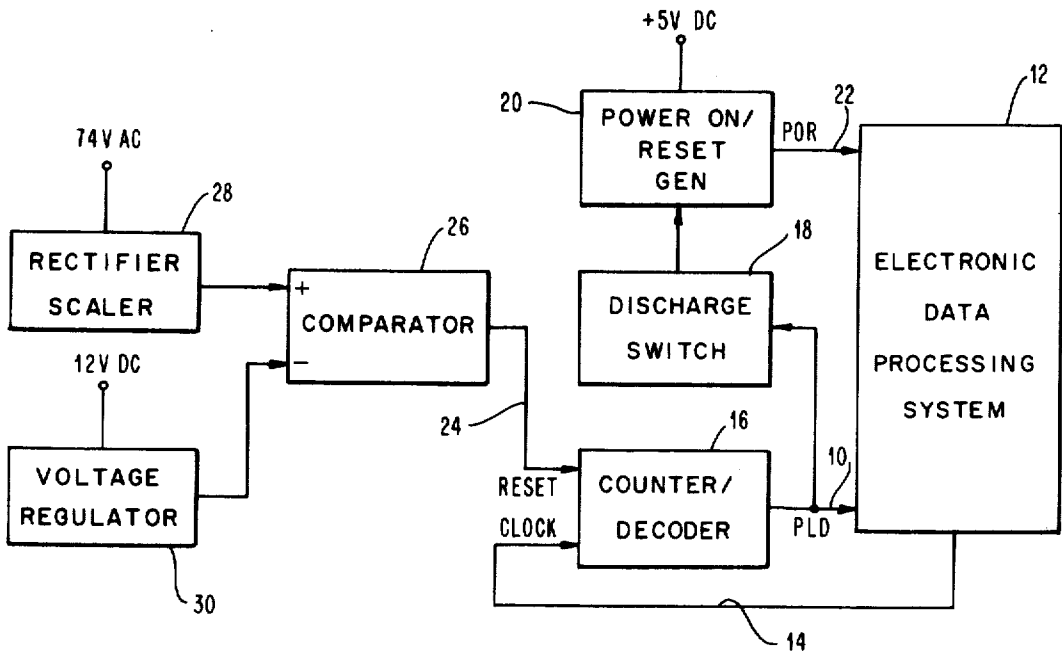 +5V DC
12
20
POWER ON/
RESET
GEN
POR
22
74V AC
28
RECTIFIER
SCALER
26
18
+
COMPARATOR
−
DISCHARGE
SWITCH
ELECTRONIC
DATA
PROCESSING
SYSTEM
12V DC
24
16
10
VOLTAGE
REGULATOR
RESET
CLOCK
COUNTER/
DECODER
PLD
30
14